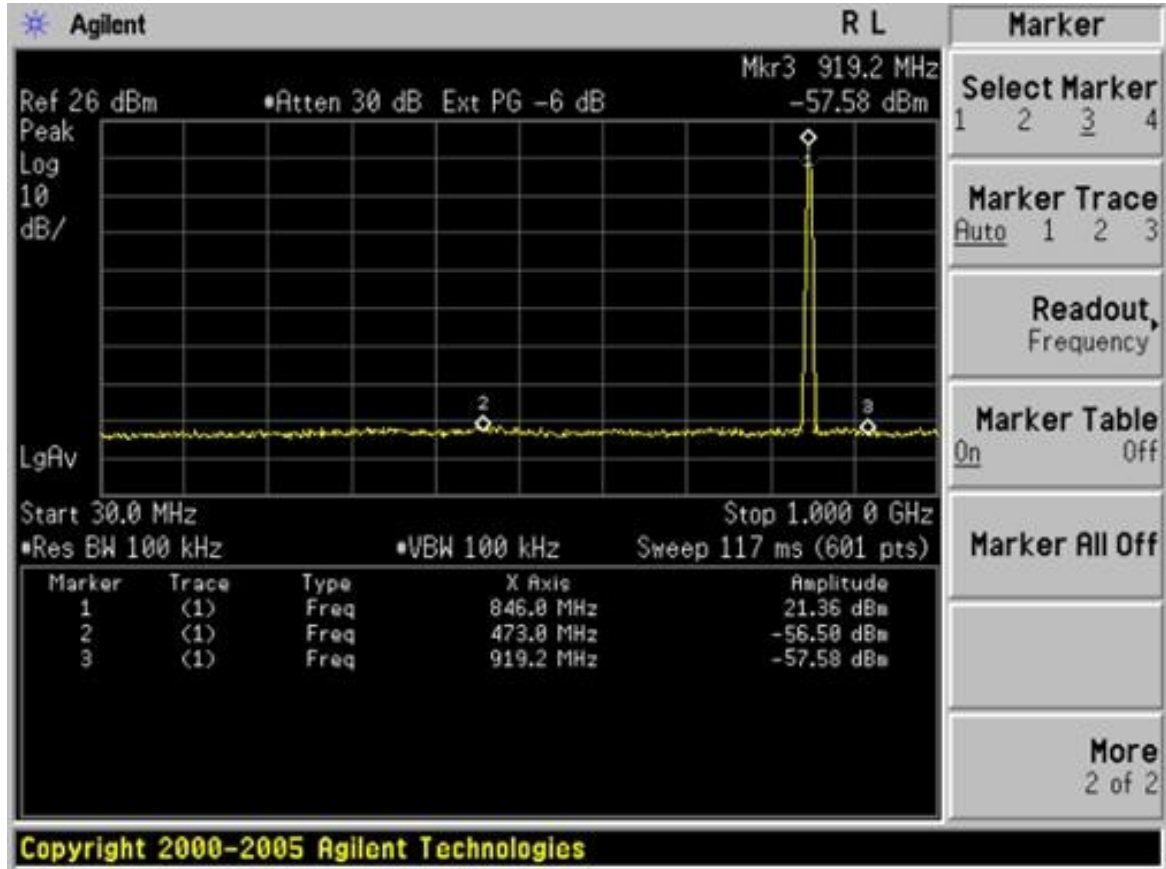 Agilent R L Marker
Mkr3 919.2 MHz
Ref 26 dBm *Atten 30 dB Ext PG -6 dB -57.58 dBm
Peak
Log
10
dB/
1
2
3
LgAv
Start 30.0 MHz Stop 1.000 0 GHz
*Res BW 100 kHz *VBW 100 kHz Sweep 117 ms (601 pts)
Marker Trace Type X Axis Amplitude
1 (1) Freq 846.0 MHz 21.36 dBm
2 (1) Freq 473.0 MHz -56.50 dBm
3 (1) Freq 919.2 MHz -57.58 dBm
Select Marker
1 2 3 4
Marker Trace
Auto 1 2 3
Readout
Frequency
Marker Table
On Off
Marker All Off
More
2 of 2
Copyright 2000-2005 Agilent Technologies